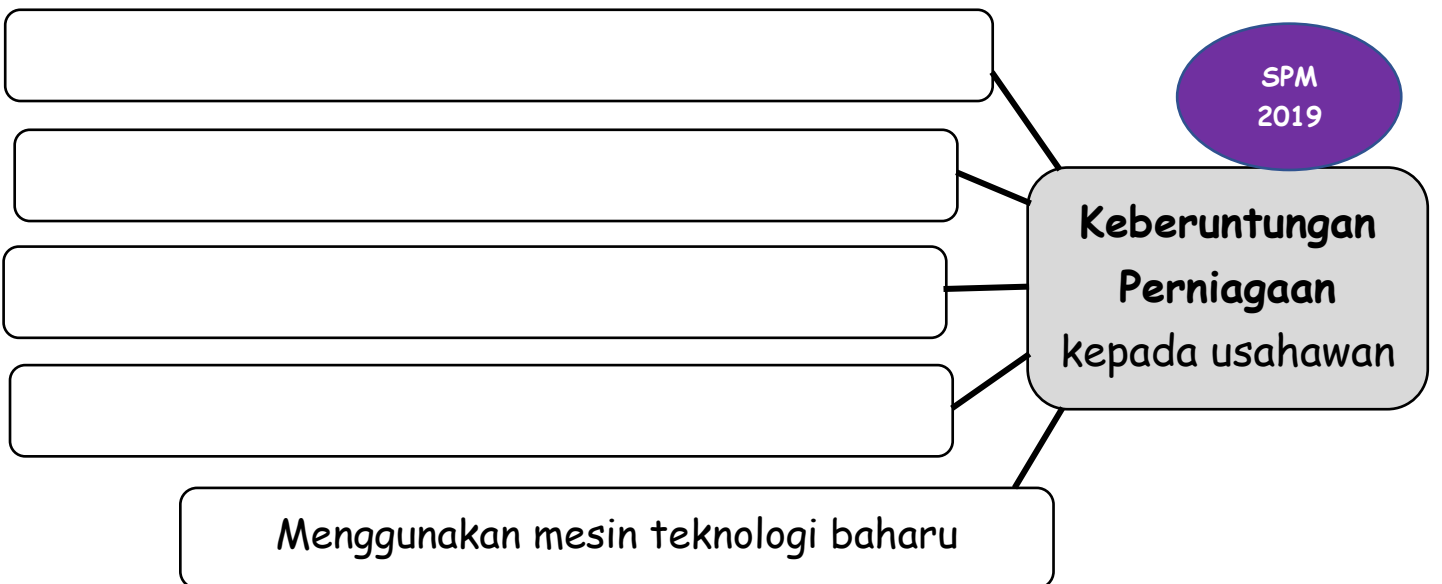 SPM
2019
Keberuntungan
Perniagaan
kepada usahawan
Menggunakan mesin teknologi baharu